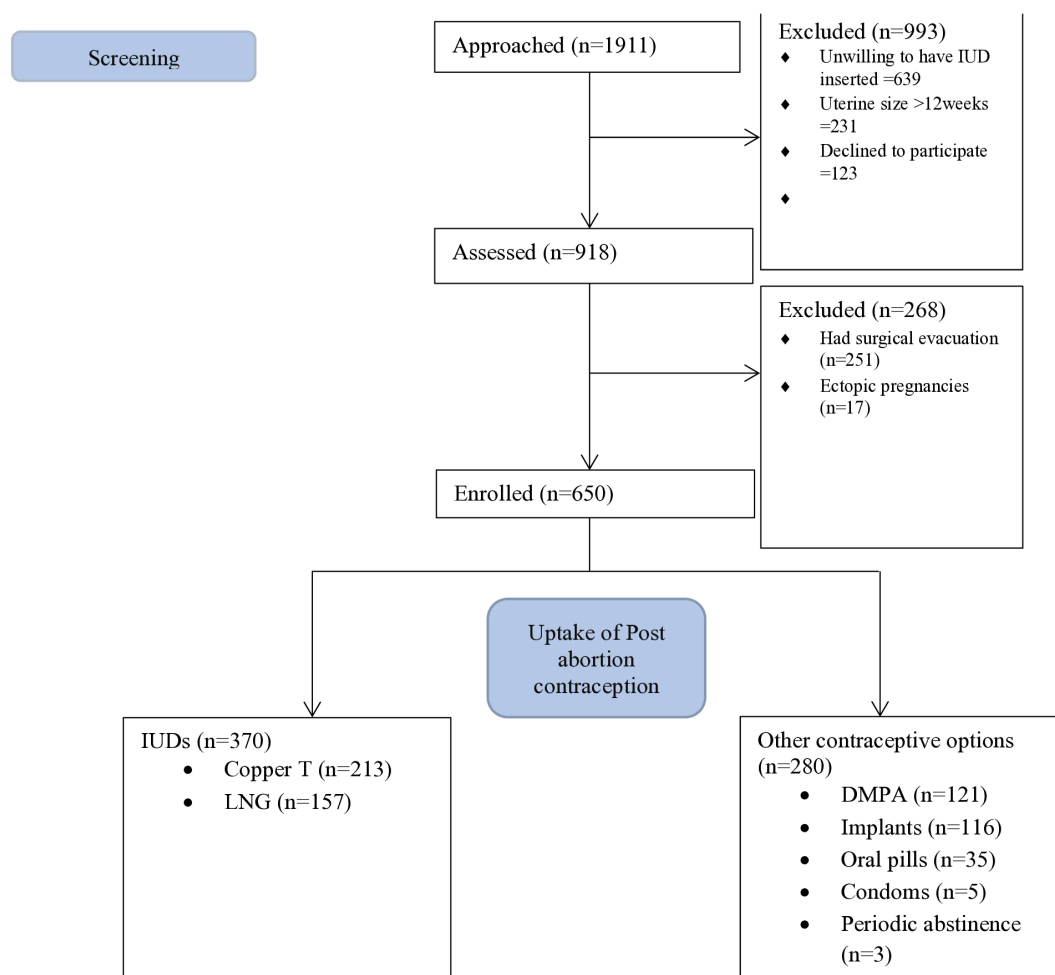 Screening
Approached (n=1911)
Excluded (n=993)
♦ Unwilling to have IUD
inserted =639
♦ Uterine size >12weeks
=231
♦ Declined to participate
=123
♦
Assessed (n=918)
Excluded (n=268)
♦ Had surgical evacuation
(n=251)
♦ Ectopic pregnancies
(n=17)
Enrolled (n=650)
Uptake of Post
abortion
contraception
IUDs (n=370)
• Copper T (n=213)
• LNG (n=157)
Other contraceptive options
(n=280)
• DMPA (n=121)
• Implants (n=116)
• Oral pills (n=35)
• Condoms (n=5)
• Periodic abstinence
(n=3)